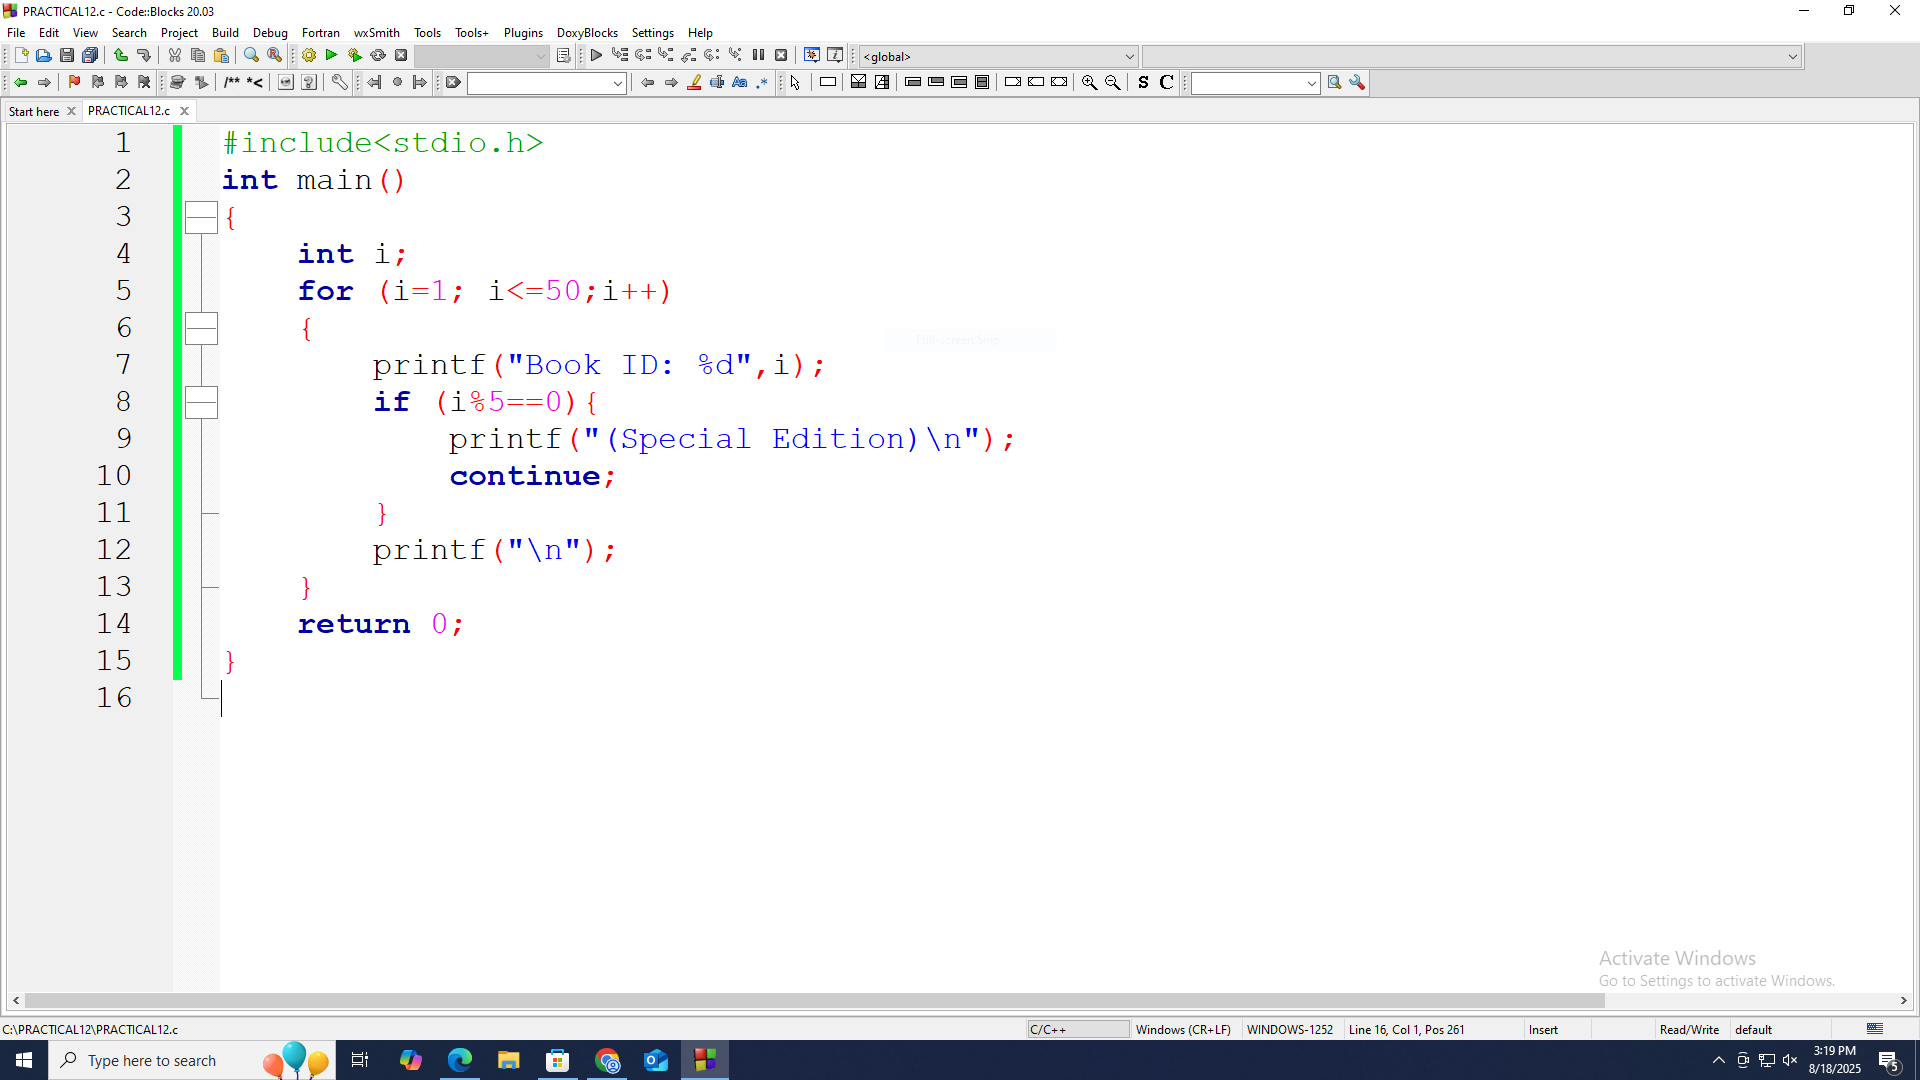 PRACTICAL12.c - Code::Blocks 20.03
File Edit View Search Project Build Debug Fortran wxSmith Tools Tools+ Plugins DoxyBlocks Settings Help
<global>
/** *< Aa .* S C
Start here PRACTICAL12.c
1 #include<stdio.h>
2 int main()
3 {
4 int i;
5 for (i=1; i<=50;i++)
6 {
7 printf("Book ID: %d",i);
8 if (i%5==0){
9 printf("(Special Edition)\n");
10 continue;
11 }
12 printf("\n");
13 }
14 return 0;
15 }
16
Full-screen Snip
Activate Windows
Go to Settings to activate Windows.
C:\PRACTICAL12\PRACTICAL12.c C/C++ Windows (CR+LF) WINDOWS-1252 Line 16, Col 1, Pos 261 Insert Read/Write default
Type here to search
3:19 PM
8/18/2025
5